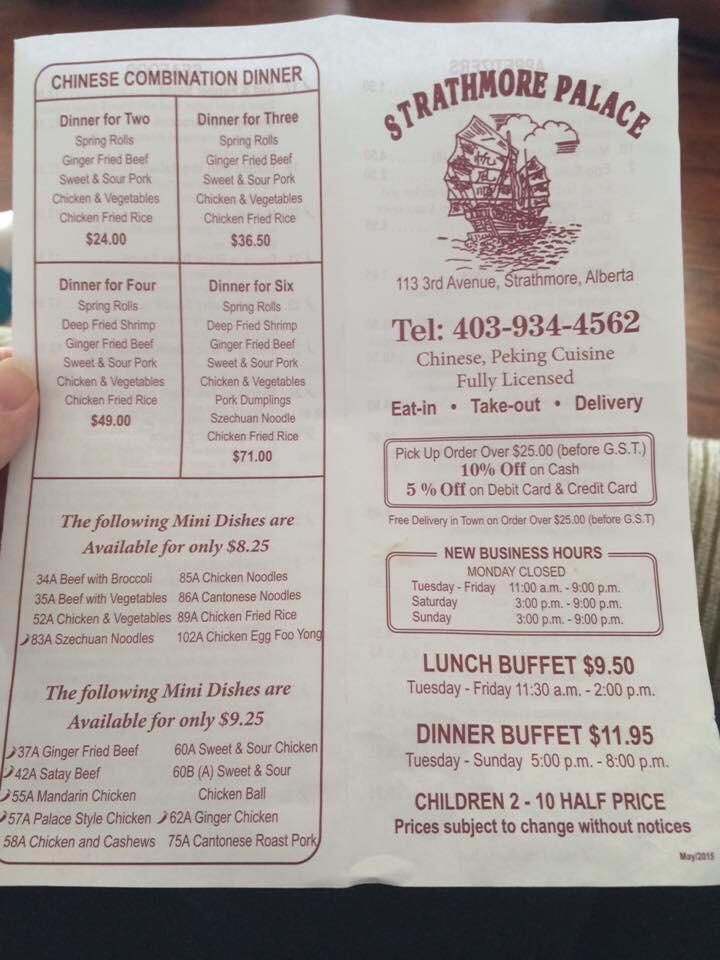 CHINESE COMBINATION DINNER
Dinner for Two
Spring Rolls
Ginger Fried Beef
Sweet & Sour Pork
Chicken & Vegetables
Chicken Fried Rice
$24.00
Dinner for Three
Spring Rolls
Ginger Fried Beef
Sweet & Sour Pork
Chicken & Vegetables
Chicken Fried Rice
$36.50
Dinner for Four
Spring Rolls
Deep Fried Shrimp
Ginger Fried Beef
Sweet & Sour Pork
Chicken & Vegetables
Chicken Fried Rice
$49.00
Dinner for Six
Spring Rolls
Deep Fried Shrimp
Ginger Fried Beef
Sweet & Sour Pork
Chicken & Vegetables
Pork Dumplings
Szechuan Noodle
Chicken Fried Rice
$71.00
The following Mini Dishes are
Available for only $8.25
34A Beef with Broccoli
35A Beef with Vegetables
52A Chicken & Vegetables
83A Szechuan Noodles
85A Chicken Noodles
86A Cantonese Noodles
89A Chicken Fried Rice
102A Chicken Egg Foo Yong
The following Mini Dishes are
Available for only $9.25
37A Ginger Fried Beef
42A Satay Beef
55A Mandarin Chicken
57A Palace Style Chicken
58A Chicken and Cashews
60A Sweet & Sour Chicken
60B (A) Sweet & Sour
Chicken Ball
62A Ginger Chicken
75A Cantonese Roast Pork
STRATHMORE PALACE
113 3rd Avenue, Strathmore, Alberta
Tel: 403-934-4562
Chinese, Peking Cuisine
Fully Licensed
Eat-in • Take-out • Delivery
Pick Up Order Over $25.00 (before G.S.T.)
10% Off on Cash
5 % Off on Debit Card & Credit Card
Free Delivery in Town on Order Over $25.00 (before G.S.T)
NEW BUSINESS HOURS
MONDAY CLOSED
Tuesday - Friday 11:00 a.m. - 9:00 p.m.
Saturday 3:00 p.m. - 9:00 p.m.
Sunday 3:00 p.m. - 9:00 p.m.
LUNCH BUFFET $9.50
Tuesday - Friday 11:30 a.m. - 2:00 p.m.
DINNER BUFFET $11.95
Tuesday - Sunday 5:00 p.m. - 8:00 p.m.
CHILDREN 2 - 10 HALF PRICE
Prices subject to change without notices
May/2015